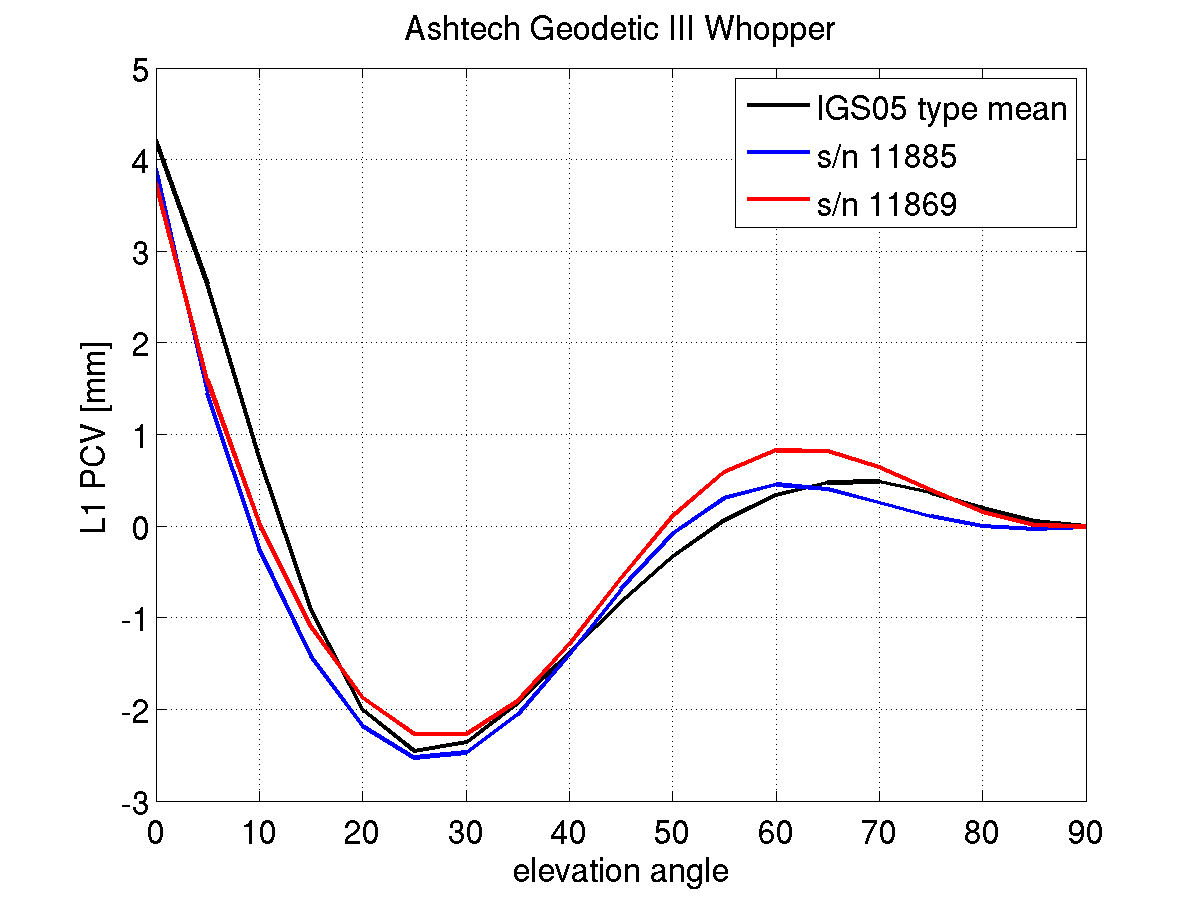 Ashtech Geodetic III Whopper
IGS05 type mean
s/n 11885
s/n 11869
L1 PCV [mm]
5
4
3
2
1
0
-1
-2
-3
0 10 20 30 40 50 60 70 80 90
elevation angle